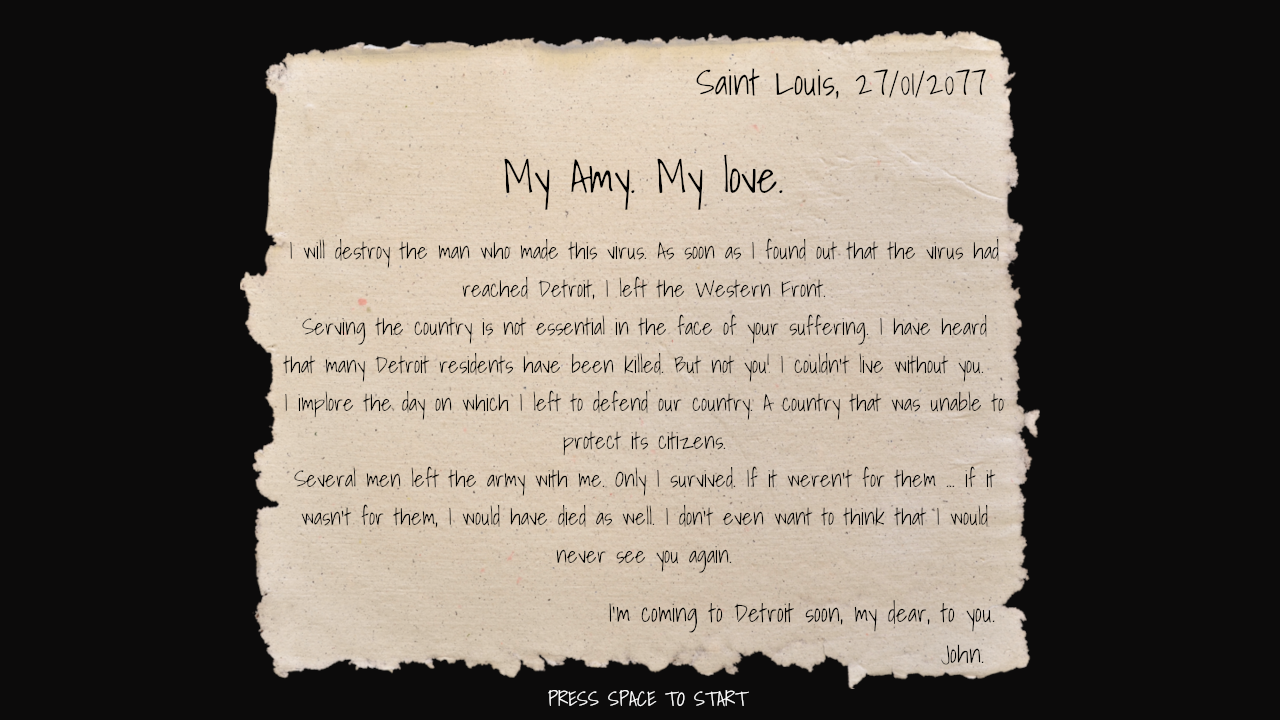 Saint Louis, 27/01/2077
My Amy. My love.
I will destroy the man who made this virus. As soon as I found out that the virus had
reached Detroit, I left the Western Front.
Serving the country is not essential in the face of your suffering. I have heard
that many Detroit residents have been killed. But not you! I couldn't live without you.
I implore the day on which I left to defend our country. A country that was unable to
protect its citizens.
Several men left the army with me. Only I survived. If it weren't for them ... if it
wasn't for them, I would have died as well. I don't even want to think that I would
never see you again.
I'm coming to Detroit soon, my dear, to you.
John.
PRESS SPACE TO START